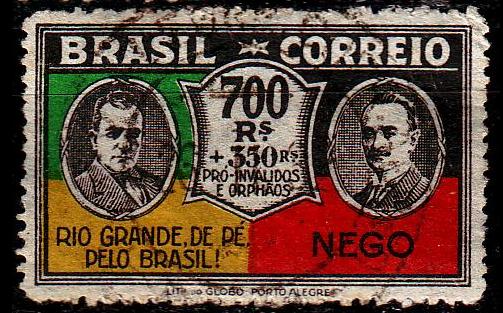 BRASIL ★ CORREIO
700
RS
+350 RS
PRÓ-INVALIDOS
E ORPHÃOS
RIO GRANDE, DE PÉ,
PELO BRASIL!
NEGO
LITH. DO GLOBO PORTO ALEGRE